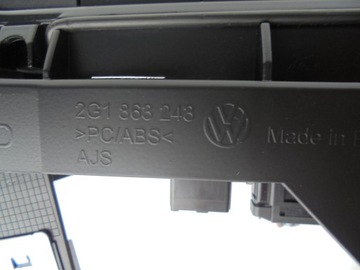 2G1 863 243
>PC/ABS<
AJS
Made in